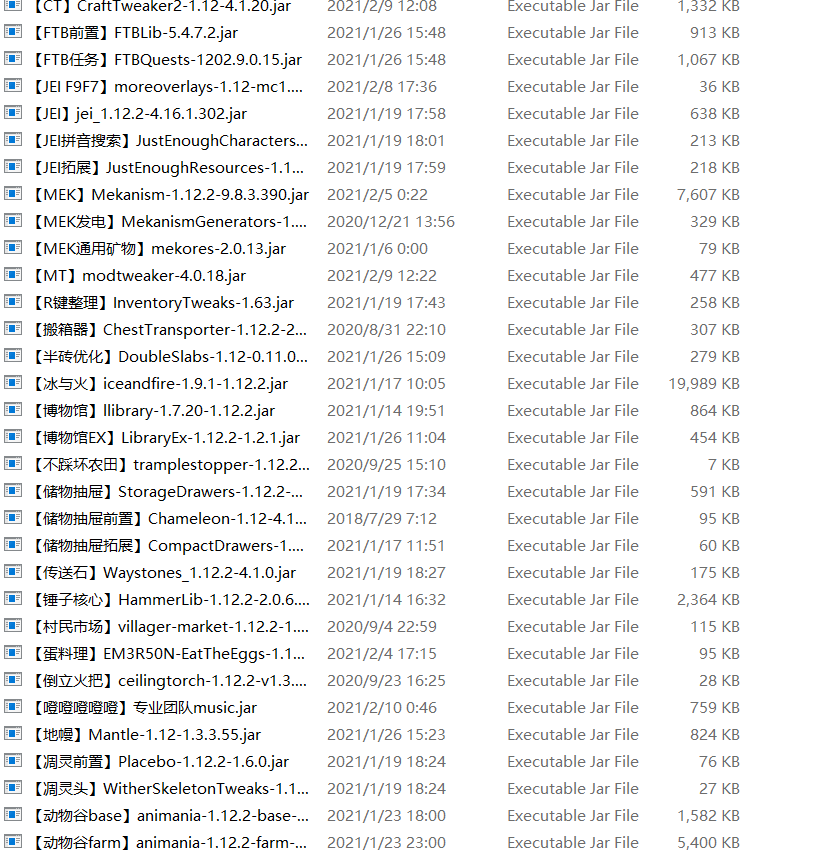 【CT】CraftTweaker2-1.12-4.1.20.jar 2021/2/9 12:08 Executable Jar File 1,332 KB
【FTB前置】FTBLib-5.4.7.2.jar 2021/1/26 15:48 Executable Jar File 913 KB
【FTB任务】FTBQuests-1202.9.0.15.jar 2021/1/26 15:48 Executable Jar File 1,067 KB
【JEI F9F7】moreoverlays-1.12-mc1.... 2021/2/8 17:36 Executable Jar File 36 KB
【JEI】jei_1.12.2-4.16.1.302.jar 2021/1/19 17:58 Executable Jar File 638 KB
【JEI拼音搜索】JustEnoughCharacters... 2021/1/19 18:01 Executable Jar File 213 KB
【JEI拓展】JustEnoughResources-1.1... 2021/1/19 17:59 Executable Jar File 218 KB
【MEK】Mekanism-1.12.2-9.8.3.390.jar 2021/2/5 0:22 Executable Jar File 7,607 KB
【MEK发电】MekanismGenerators-1.... 2020/12/21 13:56 Executable Jar File 329 KB
【MEK通用矿物】mekores-2.0.13.jar 2021/1/6 0:00 Executable Jar File 79 KB
【MT】modtweaker-4.0.18.jar 2021/2/9 12:22 Executable Jar File 477 KB
【R键整理】InventoryTweaks-1.63.jar 2021/1/19 17:43 Executable Jar File 258 KB
【搬箱器】ChestTransporter-1.12.2-2... 2020/8/31 22:10 Executable Jar File 307 KB
【半砖优化】DoubleSlabs-1.12-0.11.0... 2021/1/26 15:09 Executable Jar File 279 KB
【冰与火】iceandfire-1.9.1-1.12.2.jar 2021/1/17 10:05 Executable Jar File 19,989 KB
【博物馆】llibrary-1.7.20-1.12.2.jar 2021/1/14 19:51 Executable Jar File 864 KB
【博物馆EX】LibraryEx-1.12.2-1.2.1.jar 2021/1/26 11:04 Executable Jar File 454 KB
【不踩坏农田】tramplestopper-1.12.2... 2020/9/25 15:10 Executable Jar File 7 KB
【储物抽屉】StorageDrawers-1.12.2-... 2021/1/19 17:34 Executable Jar File 591 KB
【储物抽屉前置】Chameleon-1.12-4.1... 2018/7/29 7:12 Executable Jar File 95 KB
【储物抽屉拓展】CompactDrawers-1.... 2021/1/17 11:51 Executable Jar File 60 KB
【传送石】Waystones_1.12.2-4.1.0.jar 2021/1/19 18:27 Executable Jar File 175 KB
【锤子核心】HammerLib-1.12.2-2.0.6.... 2021/1/14 16:32 Executable Jar File 2,364 KB
【村民市场】villager-market-1.12.2-1.... 2020/9/4 22:59 Executable Jar File 115 KB
【蛋料理】EM3R50N-EatTheEggs-1.1... 2021/2/4 17:15 Executable Jar File 95 KB
【倒立火把】ceilingtorch-1.12.2-v1.3.... 2020/9/23 16:25 Executable Jar File 28 KB
【噔噔噔噔噔】专业团队music.jar 2021/2/10 0:46 Executable Jar File 759 KB
【地幔】Mantle-1.12-1.3.3.55.jar 2021/1/26 15:23 Executable Jar File 824 KB
【凋灵前置】Placebo-1.12.2-1.6.0.jar 2021/1/19 18:24 Executable Jar File 76 KB
【凋灵头】WitherSkeletonTweaks-1.1... 2021/1/19 18:24 Executable Jar File 27 KB
【动物谷base】animania-1.12.2-base-... 2021/1/23 18:00 Executable Jar File 1,582 KB
【动物谷farm】animania-1.12.2-farm-... 2021/1/23 23:00 Executable Jar File 5,400 KB